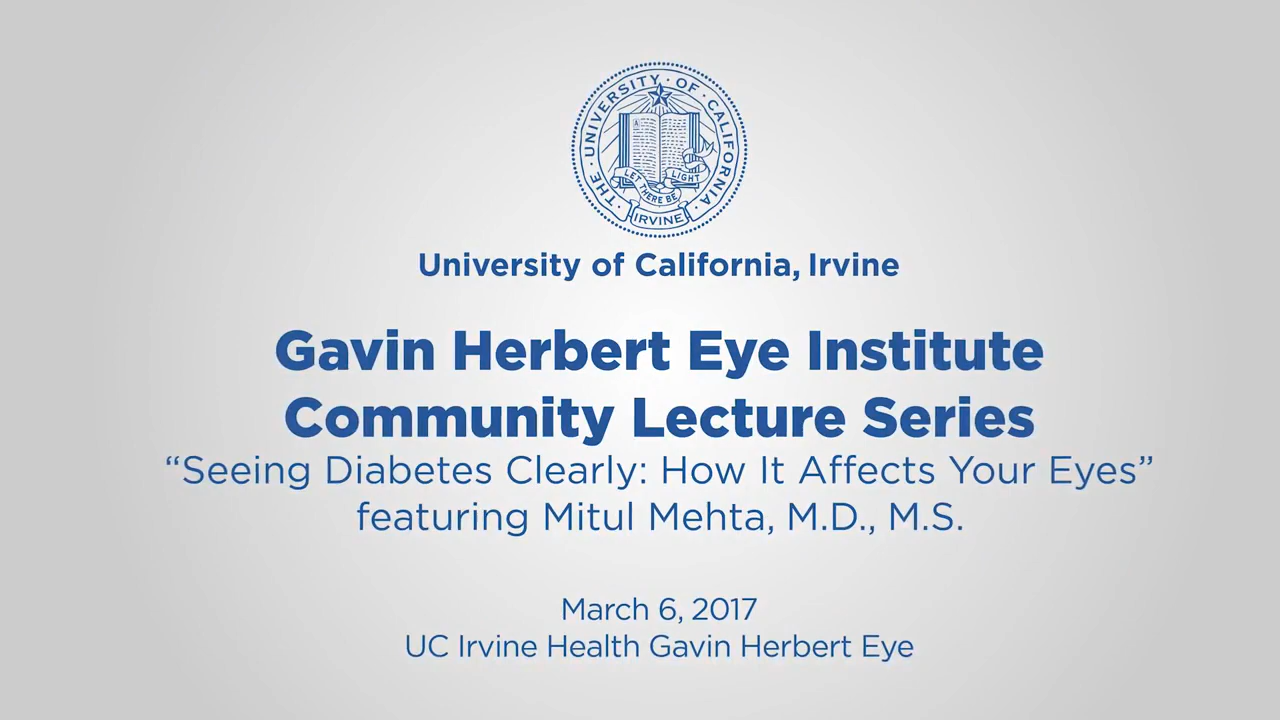 THE · UNIVERSITY · OF · CALIFORNIA
LET THERE BE LIGHT
IRVINE
University of California, Irvine
Gavin Herbert Eye Institute
Community Lecture Series
“Seeing Diabetes Clearly: How It Affects Your Eyes”
featuring Mitul Mehta, M.D., M.S.
March 6, 2017
UC Irvine Health Gavin Herbert Eye